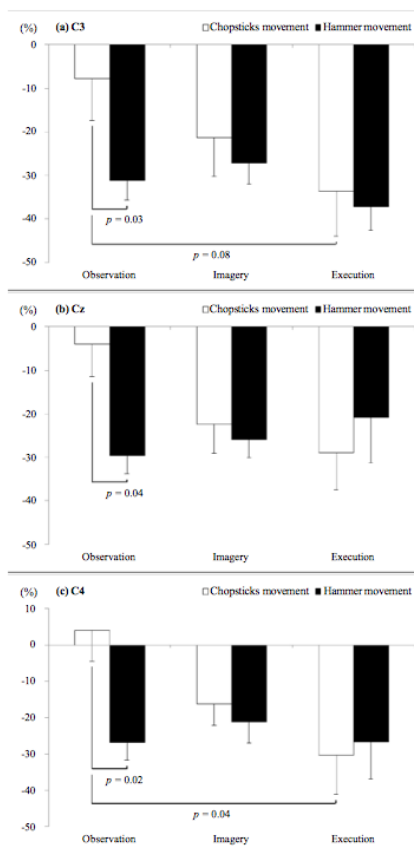 (%) (a) C3 □Chopsticks movement ■Hammer movement
0
-10
-20
-30
-40
-50
p = 0.03
p = 0.08
Observation Imagery Execution
(%) (b) Cz □Chopsticks movement ■Hammer movement
0
-10
-20
-30
-40
-50
p = 0.04
Observation Imagery Execution
(%) (c) C4 □Chopsticks movement ■Hammer movement
10
0
-10
-20
-30
-40
-50
p = 0.02
p = 0.04
Observation Imagery Execution